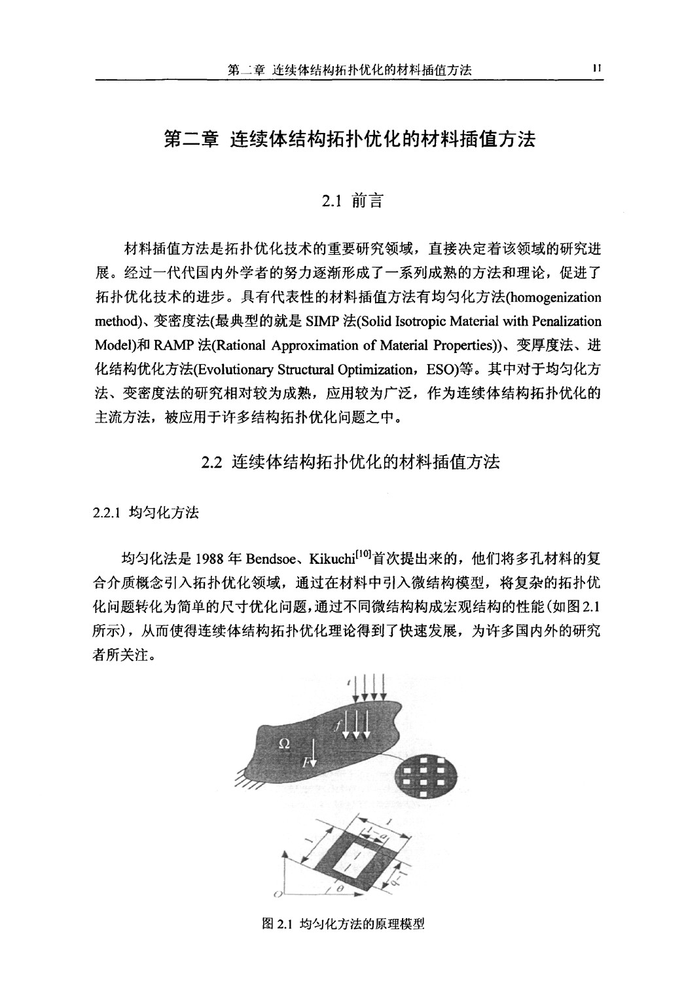 第二章 连续体结构拓扑优化的材料插值方法 11
第二章 连续体结构拓扑优化的材料插值方法
2.1 前言
材料插值方法是拓扑优化技术的重要研究领域，直接决定着该领域的研究进
展。经过一代代国内外学者的努力逐渐形成了一系列成熟的方法和理论，促进了
拓扑优化技术的进步。具有代表性的材料插值方法有均匀化方法(homogenization
method)、变密度法(最典型的就是 SIMP 法(Solid Isotropic Material with Penalization
Model)和 RAMP 法(Rational Approximation of Material Properties))、变厚度法、进
化结构优化方法(Evolutionary Structural Optimization，ESO)等。其中对于均匀化方
法、变密度法的研究相对较为成熟，应用较为广泛，作为连续体结构拓扑优化的
主流方法，被应用于许多结构拓扑优化问题之中。
2.2 连续体结构拓扑优化的材料插值方法
2.2.1 均匀化方法
均匀化法是 1988 年 Bendsoe、Kikuchi[10]首次提出来的，他们将多孔材料的复
合介质概念引入拓扑优化领域，通过在材料中引入微结构模型，将复杂的拓扑优
化问题转化为简单的尺寸优化问题，通过不同微结构构成宏观结构的性能（如图2.1
所示），从而使得连续体结构拓扑优化理论得到了快速发展，为许多国内外的研究
者所关注。
t
f
Ω
F
1
1-a
1
1-b
θ
O
图 2.1 均匀化方法的原理模型